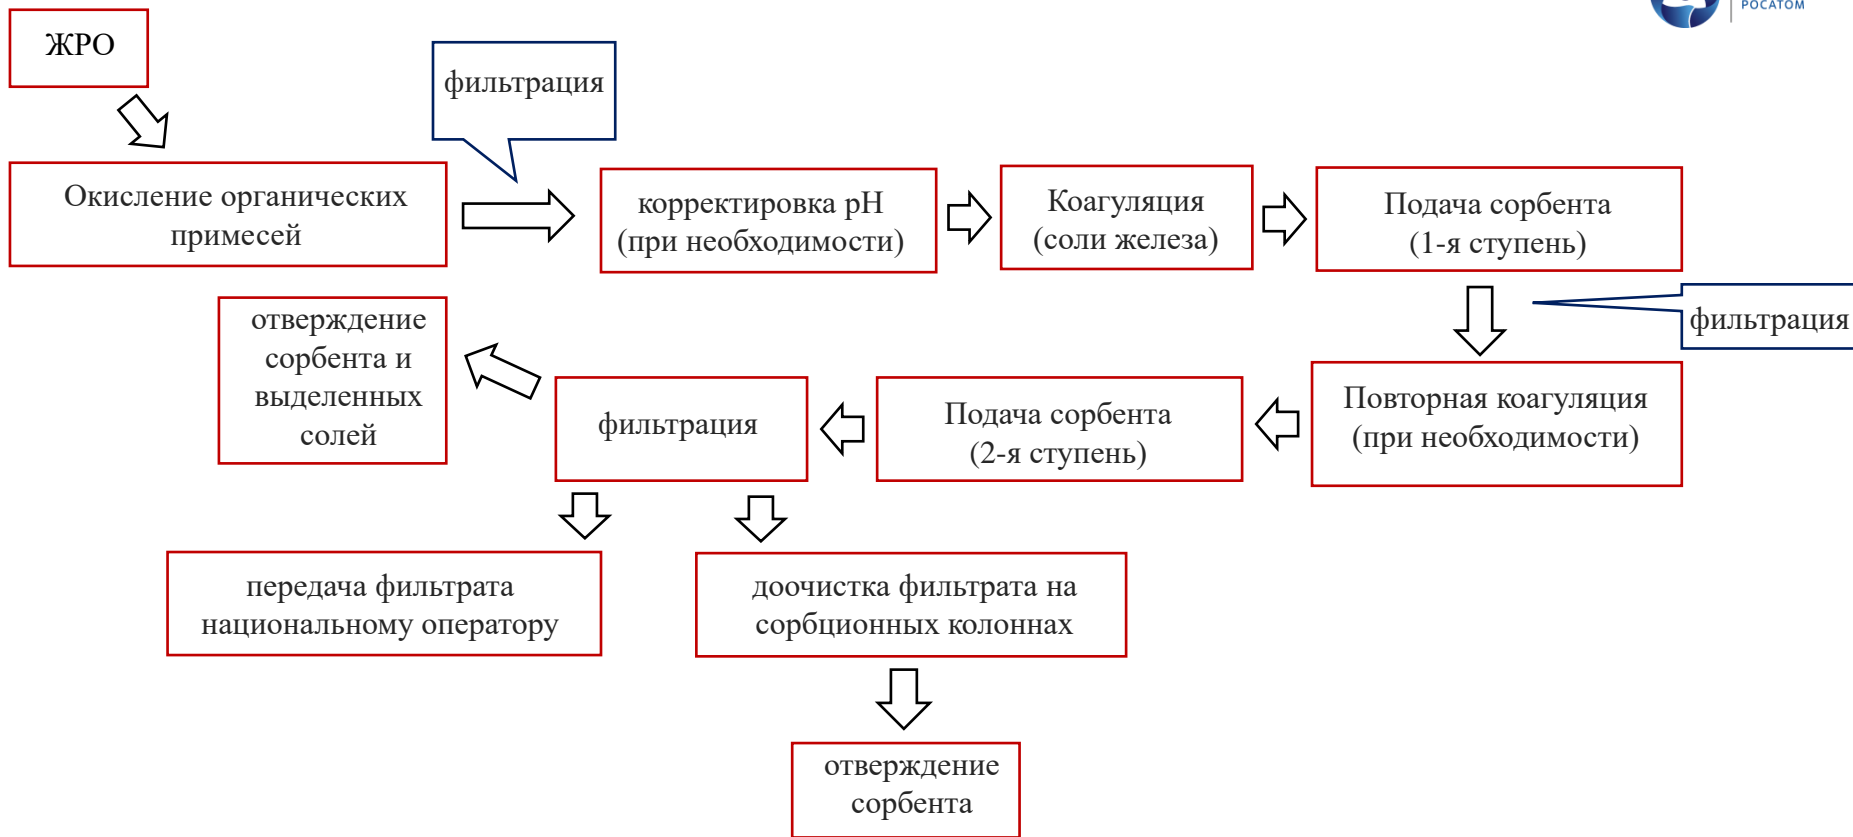 РОСАТОМ
ЖРО
фильтрация
Окисление органических
примесей
корректировка pH
(при необходимости)
Коагуляция
(соли железа)
Подача сорбента
(1-я ступень)
фильтрация
Повторная коагуляция
(при необходимости)
Подача сорбента
(2-я ступень)
фильтрация
отверждение
сорбента и
выделенных
солей
передача фильтрата
национальному оператору
доочистка фильтрата на
сорбционных колоннах
отверждение
сорбента